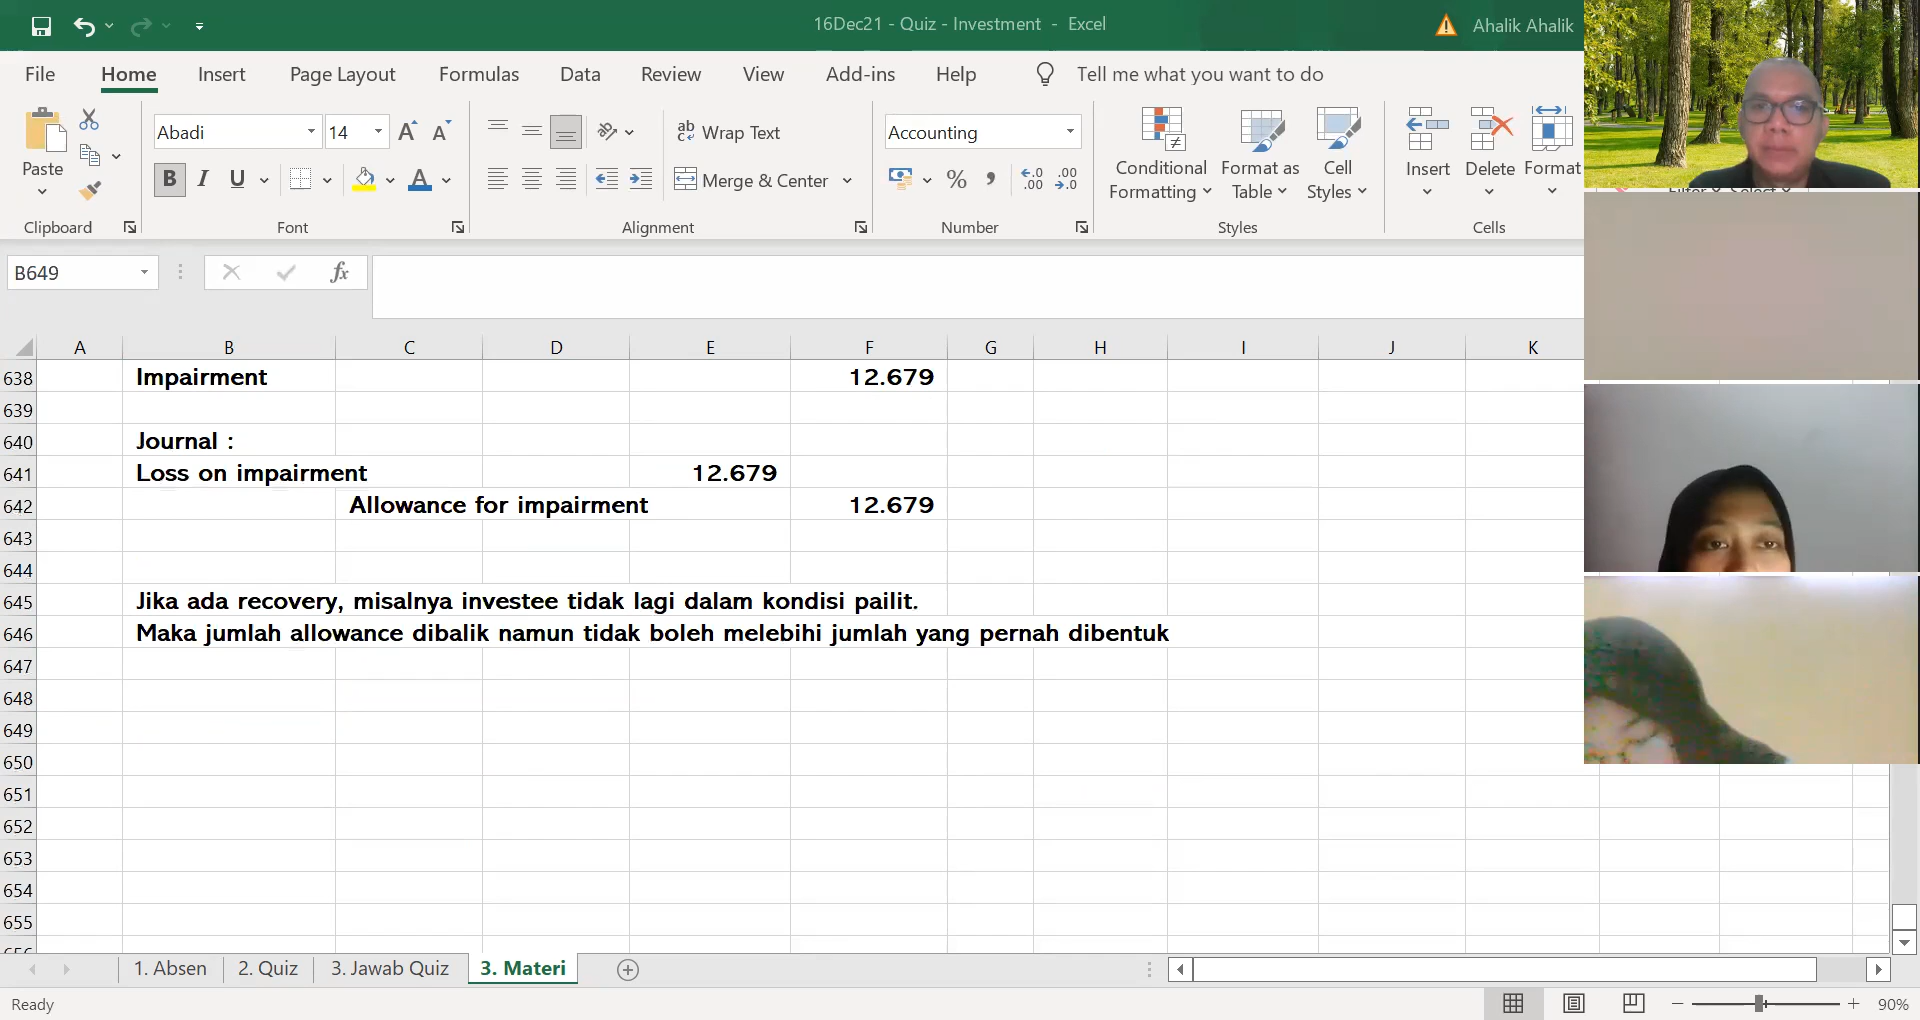 16Dec21 - Quiz - Investment - Excel
Ahalik Ahalik
File Home Insert Page Layout Formulas Data Review View Add-ins Help Tell me what you want to do
Abadi 14
ab Wrap Text
Accounting
Paste
Merge & Center
Conditional Formatting
Format as Table
Cell Styles
Insert Delete Format
Clipboard Font Alignment Number Styles Cells
B649
fx
A B C D E F G H I J K
638 Impairment 12.679
639
640 Journal :
641 Loss on impairment 12.679
642 Allowance for impairment 12.679
643
644
645 Jika ada recovery, misalnya investee tidak lagi dalam kondisi pailit.
646 Maka jumlah allowance dibalik namun tidak boleh melebihi jumlah yang pernah dibentuk
647
648
649
650
651
652
653
654
655
1. Absen 2. Quiz 3. Jawab Quiz 3. Materi
Ready
90%